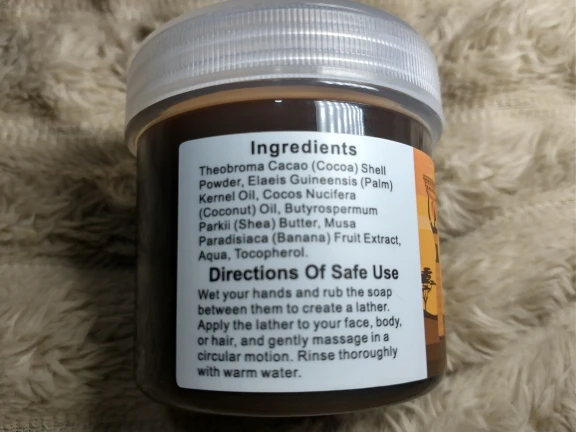 Ingredients
Theobroma Cacao (Cocoa) Shell
Powder, Elaeis Guineensis (Palm)
Kernel Oil, Cocos Nucifera
(Coconut) Oil, Butyrospermum
Parkii (Shea) Butter, Musa
Paradisiaca (Banana) Fruit Extract,
Aqua, Tocopherol.
Directions Of Safe Use
Wet your hands and rub the soap
between them to create a lather.
Apply the lather to your face, body,
or hair, and gently massage in a
circular motion. Rinse thoroughly
with warm water.